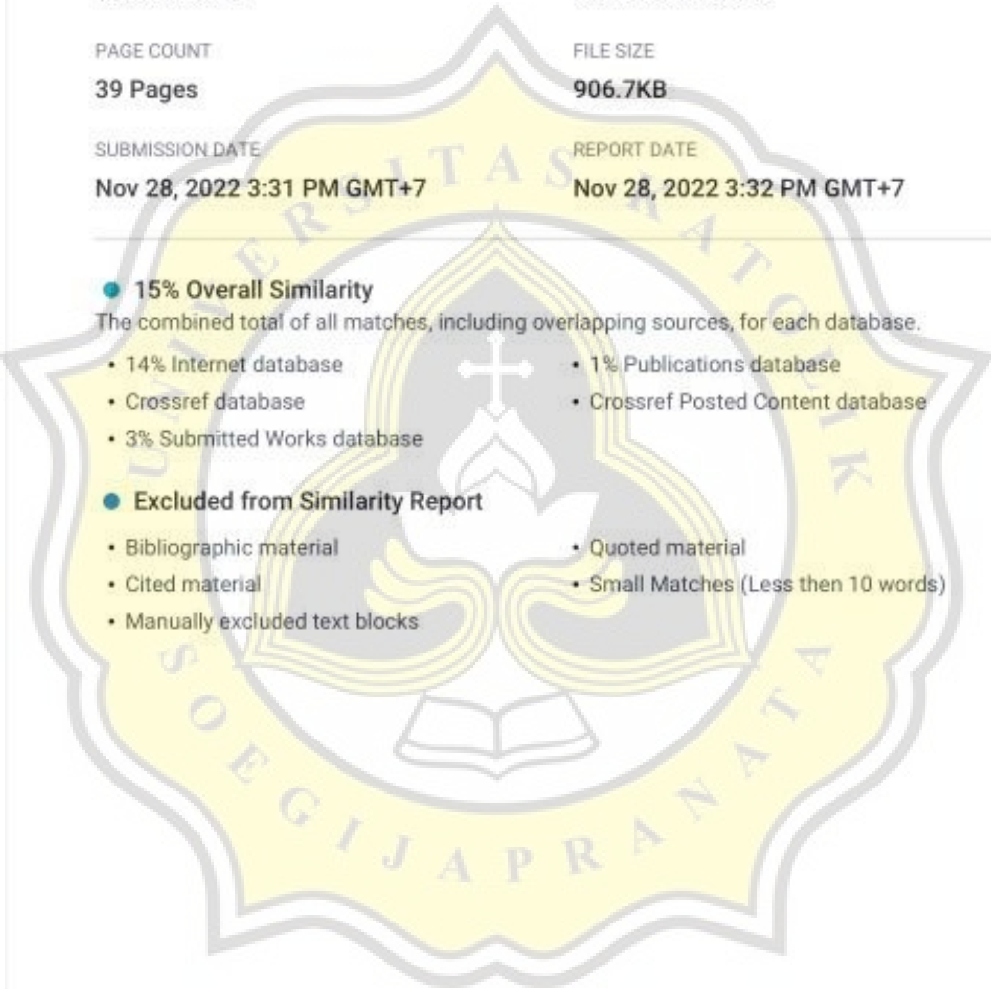 PAGE COUNT FILE SIZE
39 Pages 906.7KB
SUBMISSION DATE REPORT DATE
Nov 28, 2022 3:31 PM GMT+7 Nov 28, 2022 3:32 PM GMT+7
15% Overall Similarity
The combined total of all matches, including overlapping sources, for each database.
• 14% Internet database • 1% Publications database
• Crossref database • Crossref Posted Content database
• 3% Submitted Works database
Excluded from Similarity Report
• Bibliographic material • Quoted material
• Cited material • Small Matches (Less then 10 words)
• Manually excluded text blocks
UNIVERSITAS KATOLIK
SOEGIJAPRANATA